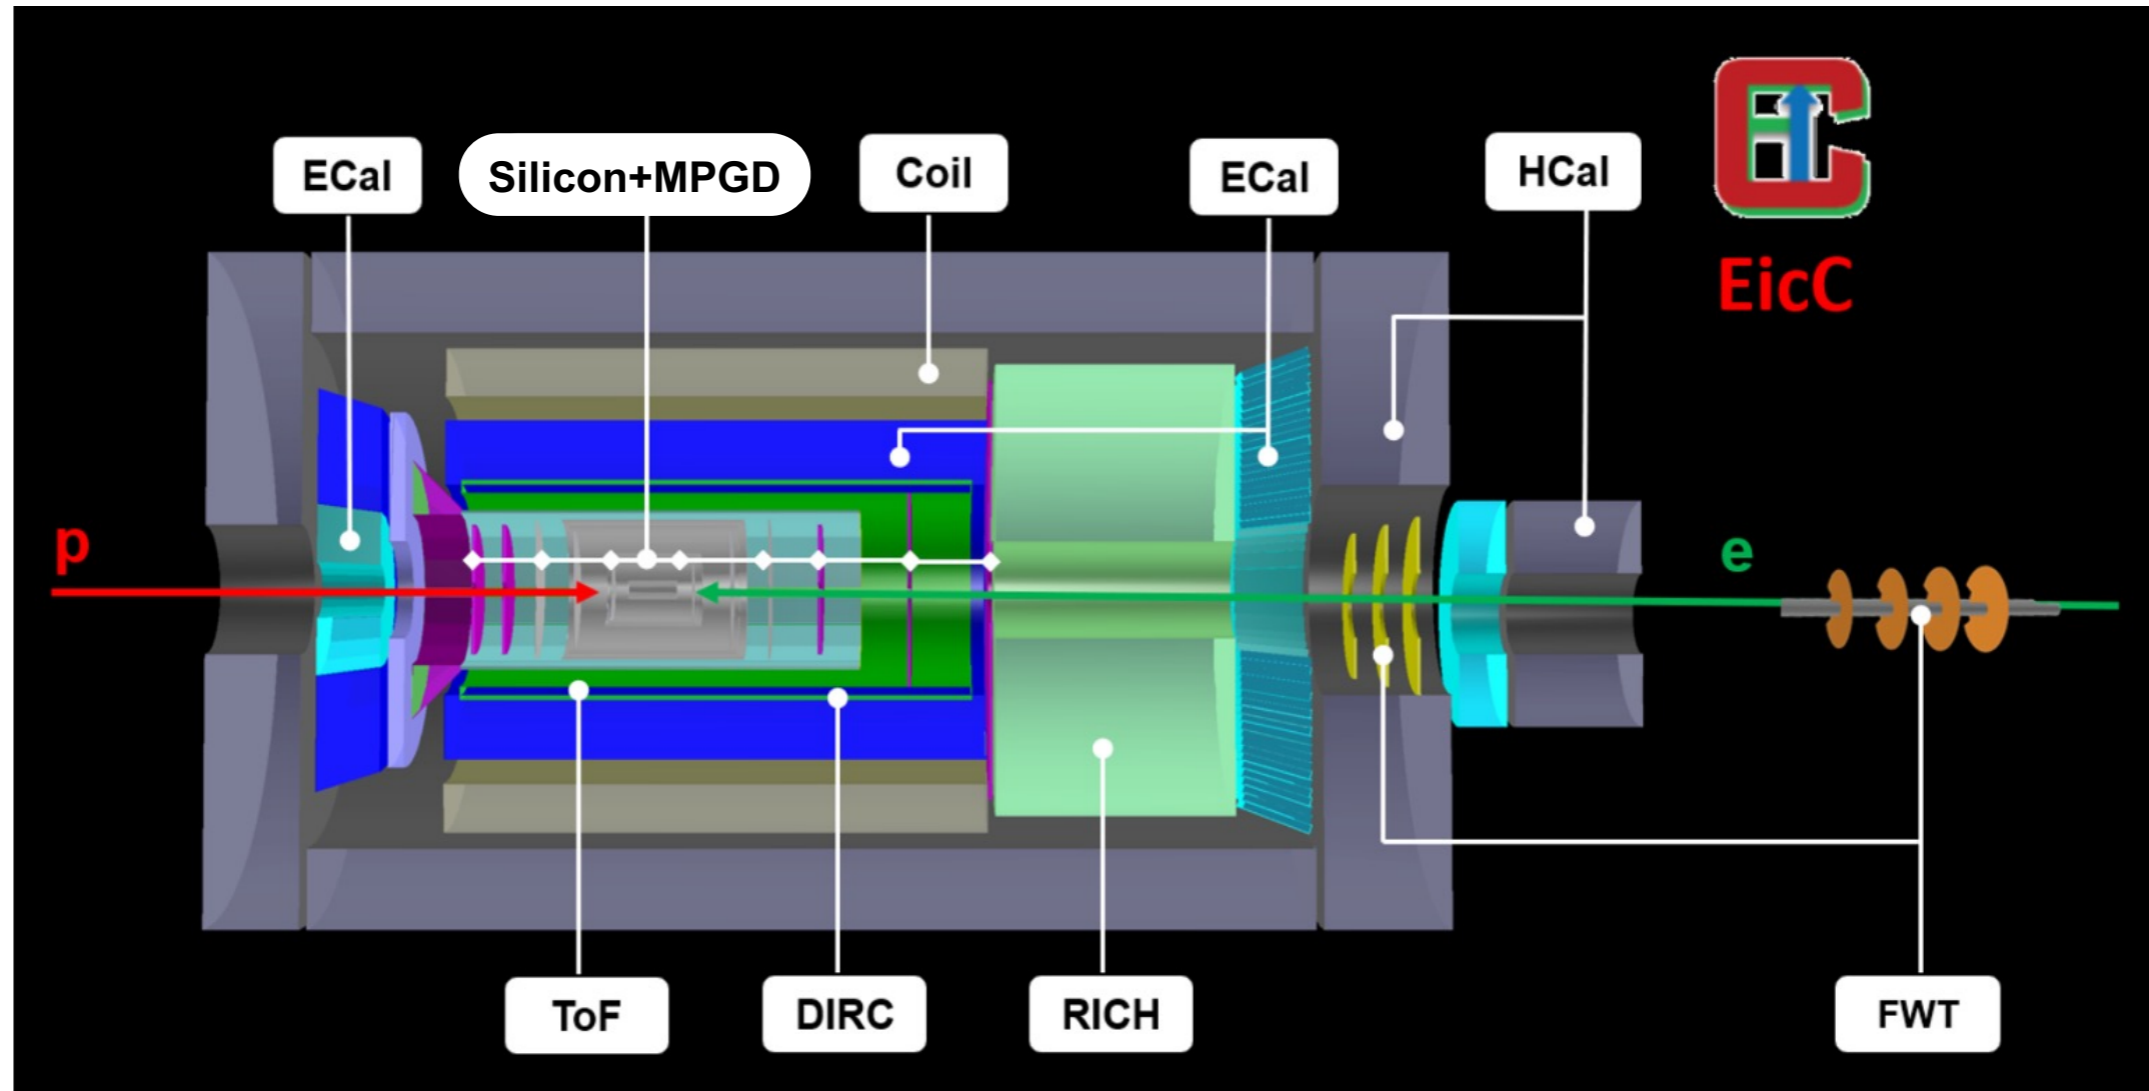 ECal
Silicon+MPGD
Coil
ECal
HCal
EicC
p
e
ToF
DIRC
RICH
FWT